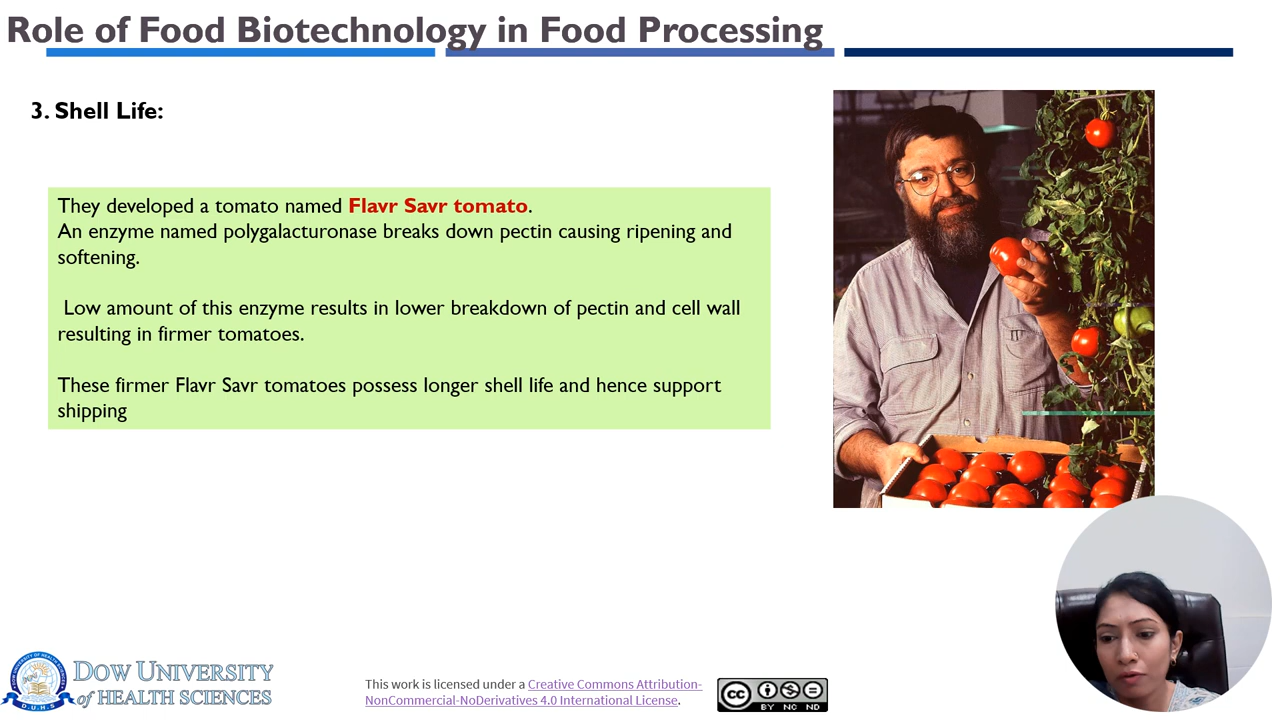 Role of Food Biotechnology in Food Processing
3. Shell Life:
They developed a tomato named Flavr Savr tomato.
An enzyme named polygalacturonase breaks down pectin causing ripening and
softening.
Low amount of this enzyme results in lower breakdown of pectin and cell wall
resulting in firmer tomatoes.
These firmer Flavr Savr tomatoes possess longer shell life and hence support
shipping
DOW UNIVERSITY
of HEALTH SCIENCES
D.U.H.S
This work is licensed under a Creative Commons Attribution-
NonCommercial-NoDerivatives 4.0 International License.
cc
BY NC ND